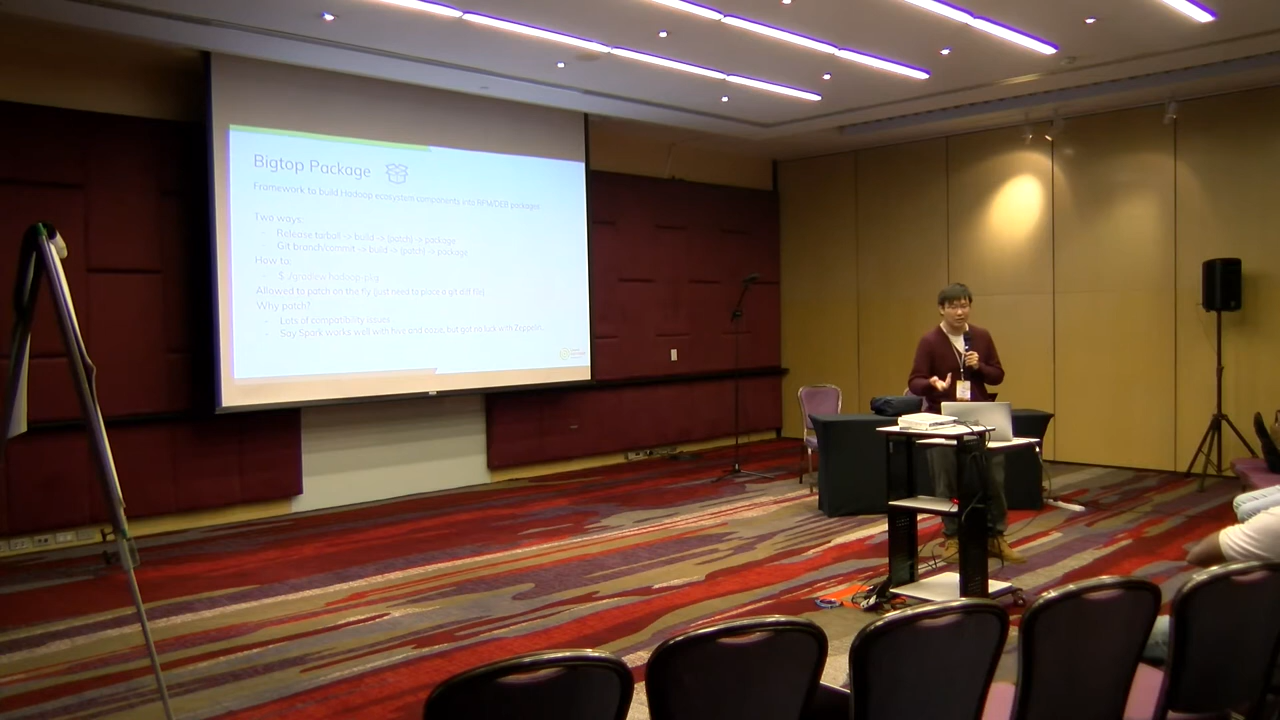 Bigtop Package
Framework to build Hadoop ecosystem components into RPM/DEB packages
Two ways:
- Release tarball -> build -> (patch) -> package
- Git branch/commit -> build -> (patch) -> package
How to:
- $ ./gradlew hadoop-pkg
Allowed to patch on the fly (just need to place a git diff file)
Why patch?
- Lots of compatibility issues
- Say Spark works well with hive and oozie, but got no luck with Zeppelin...